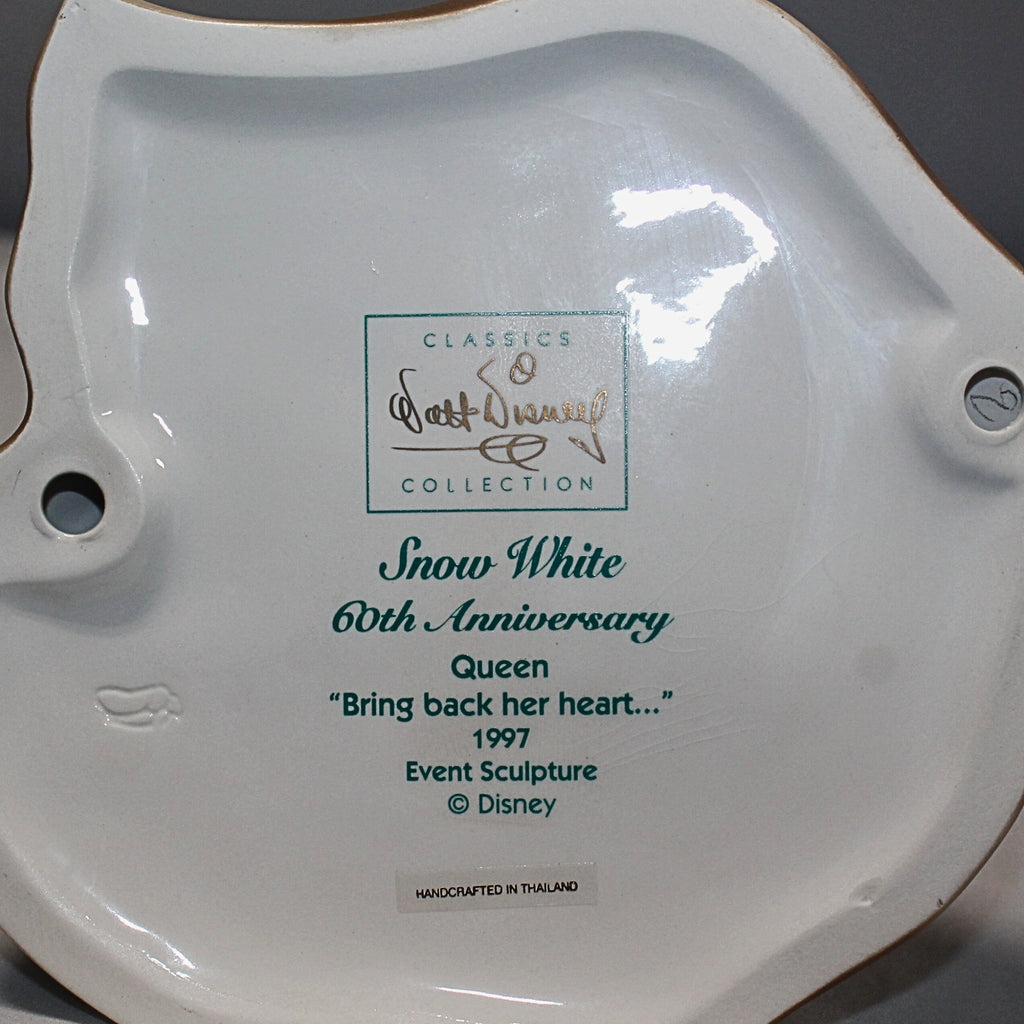 CLASSICS
Walt Disney
COLLECTION
Snow White
60th Anniversary
Queen
“Bring back her heart...”
1997
Event Sculpture
© Disney
HANDCRAFTED IN THAILAND